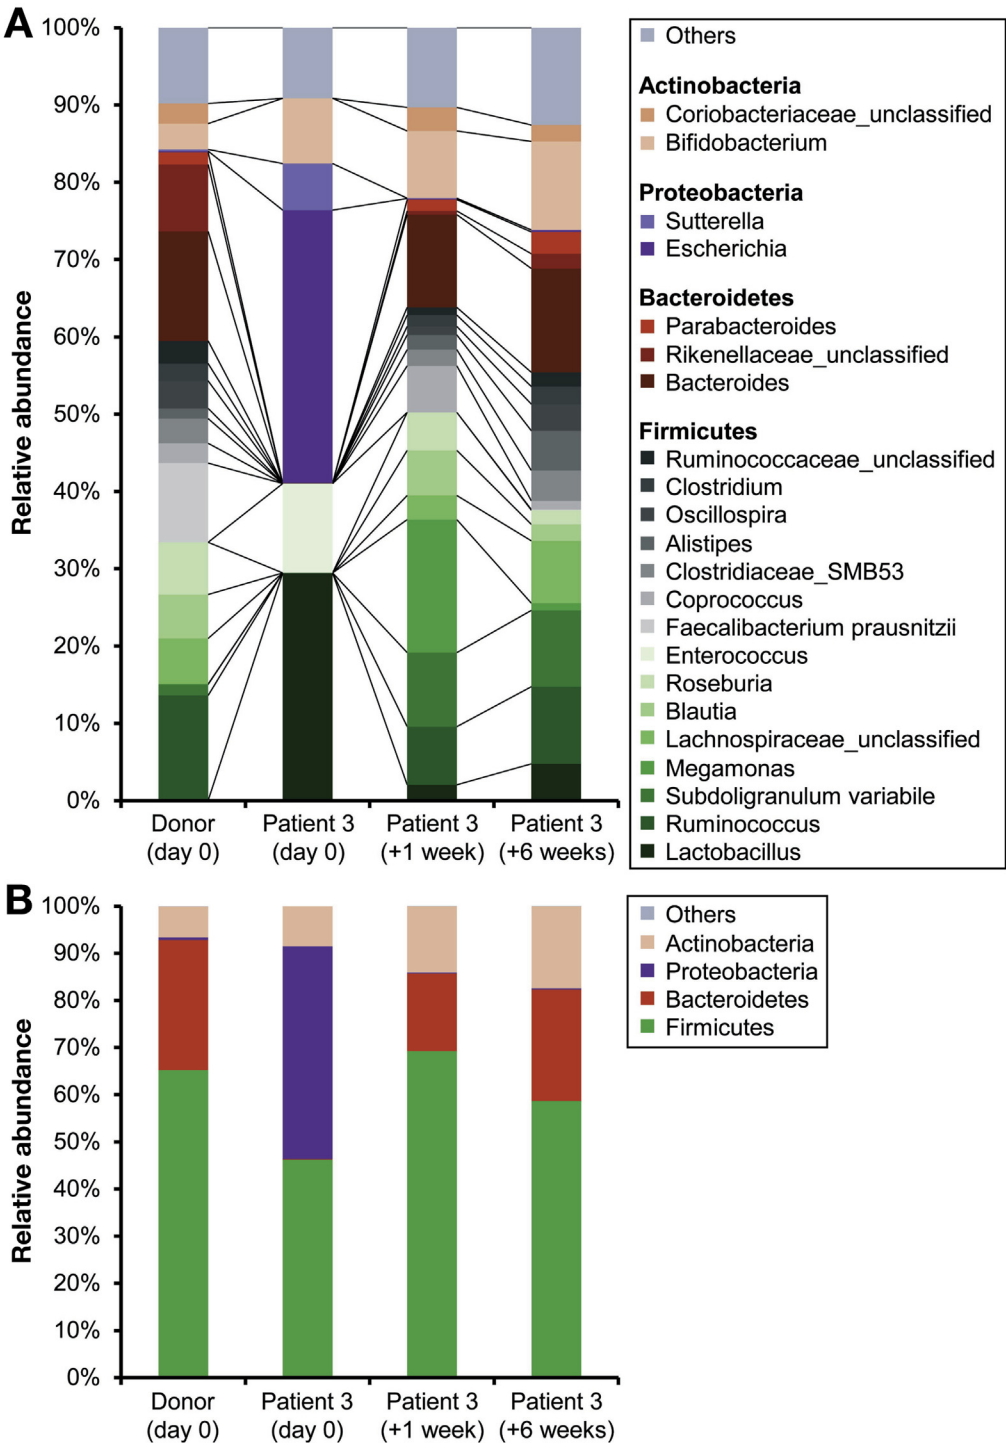 A
100%
90%
80%
70%
60%
50%
40%
30%
20%
10%
0%
Relative abundance
Donor
(day 0)
Patient 3
(day 0)
Patient 3
(+1 week)
Patient 3
(+6 weeks)
Others
Actinobacteria
Coriobacteriaceae_unclassified
Bifidobacterium
Proteobacteria
Sutterella
Escherichia
Bacteroidetes
Parabacteroides
Rikenellaceae_unclassified
Bacteroides
Firmicutes
Ruminococcaceae_unclassified
Clostridium
Oscillospira
Alistipes
Clostridiaceae_SMB53
Coprococcus
Faecalibacterium prausnitzii
Enterococcus
Roseburia
Blautia
Lachnospiraceae_unclassified
Megamonas
Subdoligranulum variabile
Ruminococcus
Lactobacillus
B
100%
90%
80%
70%
60%
50%
40%
30%
20%
10%
0%
Relative abundance
Donor
(day 0)
Patient 3
(day 0)
Patient 3
(+1 week)
Patient 3
(+6 weeks)
Others
Actinobacteria
Proteobacteria
Bacteroidetes
Firmicutes